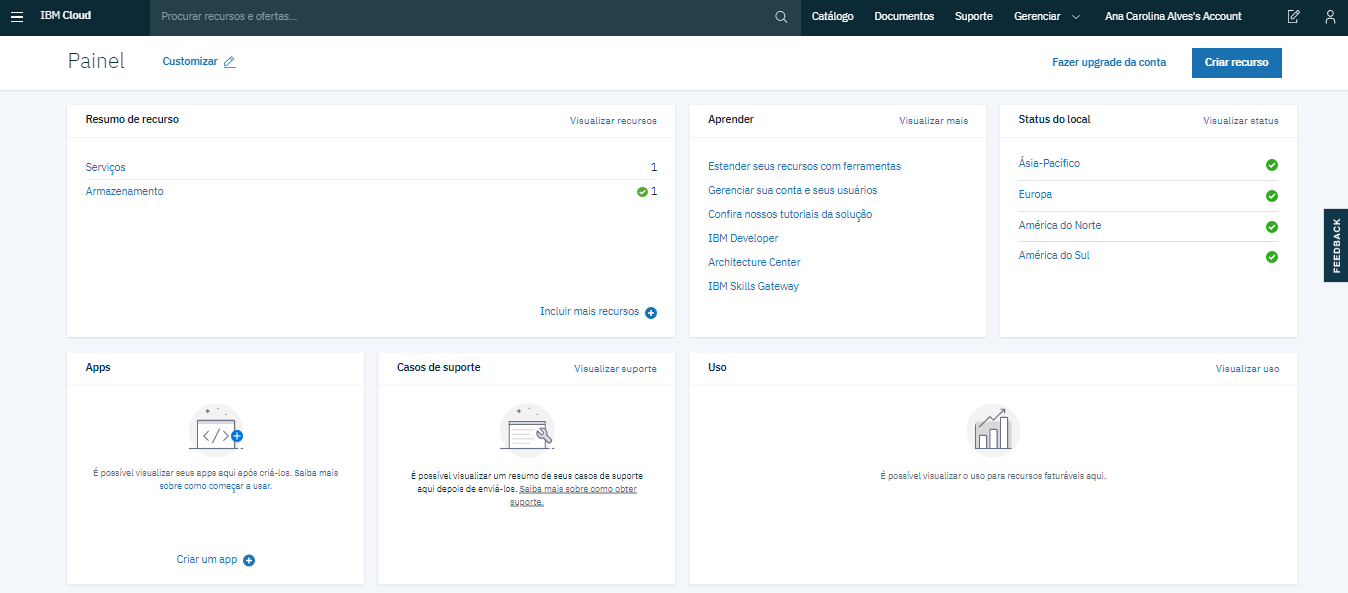 IBM Cloud
Procurar recursos e ofertas...
Catálogo
Documentos
Suporte
Gerenciar
Ana Carolina Alves's Account
Painel
Customizar
Fazer upgrade da conta
Criar recurso
Resumo de recurso
Visualizar recursos
Serviços
1
Armazenamento
1
Incluir mais recursos
Aprender
Visualizar mais
Estender seus recursos com ferramentas
Gerenciar sua conta e seus usuários
Confira nossos tutoriais da solução
IBM Developer
Architecture Center
IBM Skills Gateway
Status do local
Visualizar status
Ásia-Pacífico
Europa
América do Norte
América do Sul
FEEDBACK
Apps
É possível visualizar seus apps aqui após criá-los. Saiba mais
sobre como começar a usar.
Criar um app
Casos de suporte
Visualizar suporte
É possível visualizar um resumo de seus casos de suporte
aqui depois de enviá-los. Saiba mais sobre como obter
suporte.
Uso
Visualizar uso
É possível visualizar o uso para recursos faturáveis aqui.